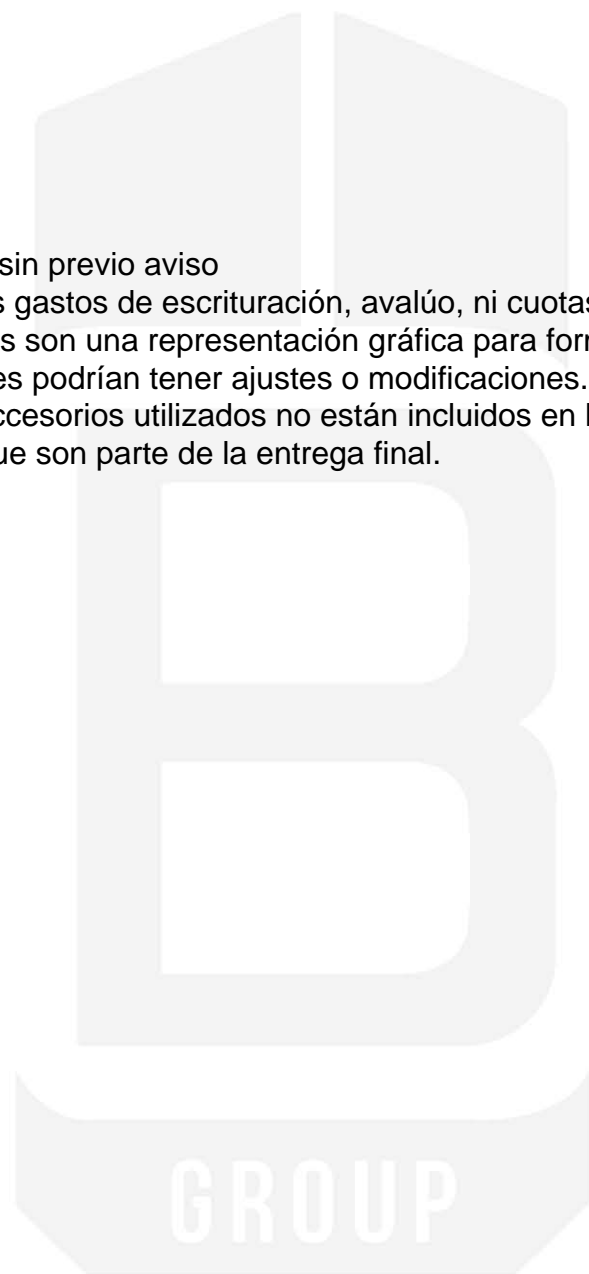 sin previo aviso
s gastos de escrituración, avalúo, ni cuotas
s son una representación gráfica para for
es podrían tener ajustes o modificaciones.
ccesorios utilizados no están incluidos en l
ue son parte de la entrega final.
B
GROUP